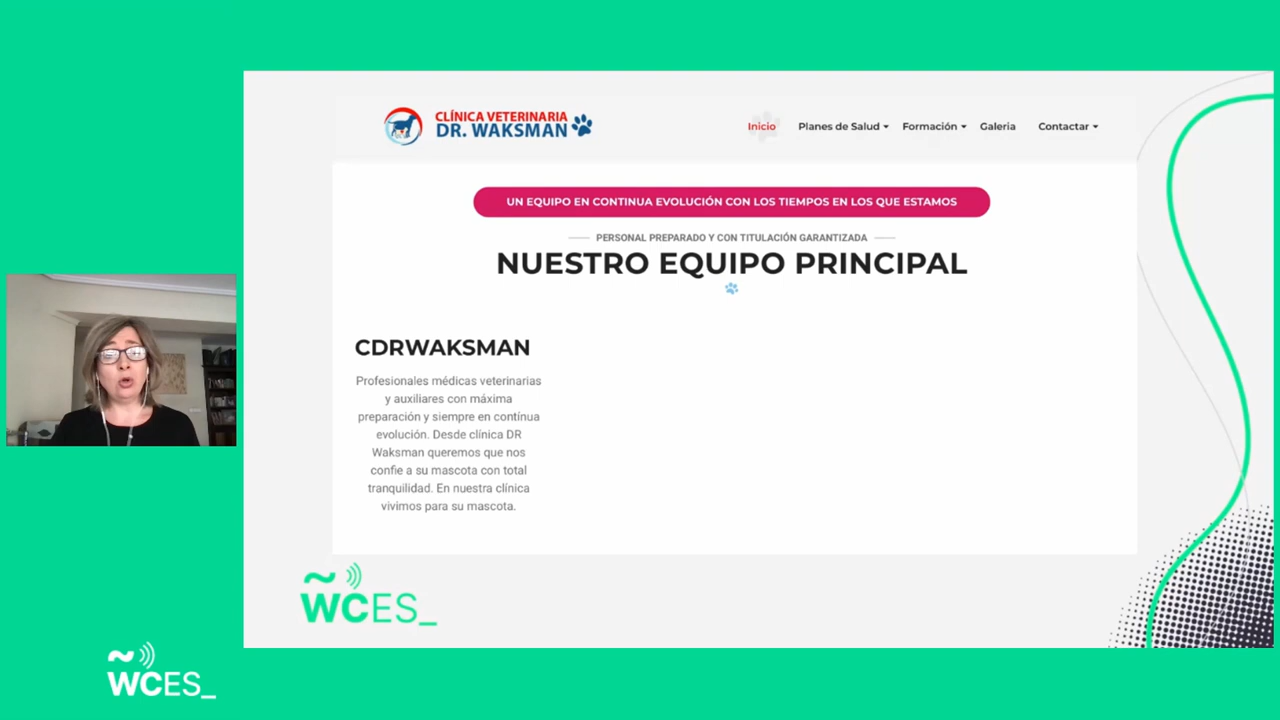 CLÍNICA VETERINARIA
DR. WAKSMAN
Inicio
Planes de Salud
Formación
Galeria
Contactar
UN EQUIPO EN CONTINUA EVOLUCIÓN CON LOS TIEMPOS EN LOS QUE ESTAMOS
PERSONAL PREPARADO Y CON TITULACIÓN GARANTIZADA
NUESTRO EQUIPO PRINCIPAL
CDRWAKSMAN
Profesionales médicas veterinarias
y auxiliares con máxima
preparación y siempre en contínua
evolución. Desde clínica DR
Waksman queremos que nos
confie a su mascota con total
tranquilidad. En nuestra clínica
vivimos para su mascota.
~
WCES_
~
WCES_